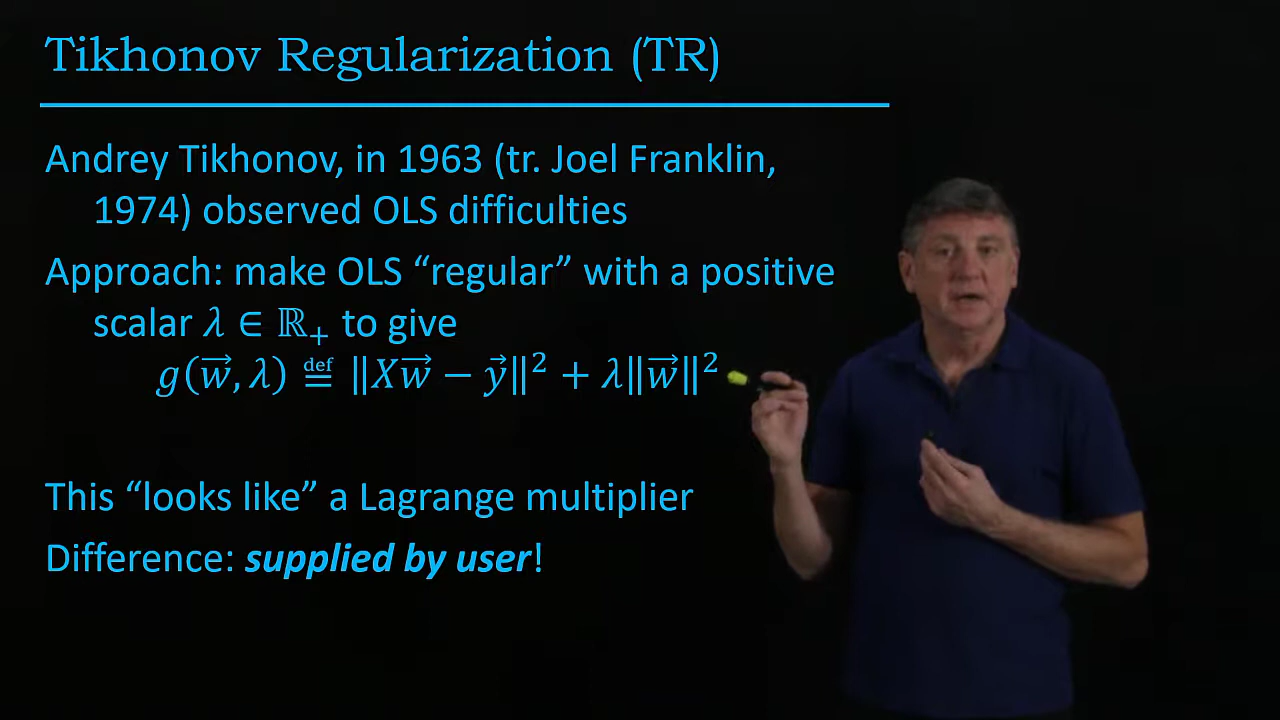 Tikhonov Regularization (TR)
Andrey Tikhonov, in 1963 (tr. Joel Franklin,
1974) observed OLS difficulties
Approach: make OLS “regular” with a positive
scalar 𝜆 ∈ ℝ₊ to give
𝑔(𝑤⃗, 𝜆) ≝ ‖𝑋𝑤⃗ − 𝑦⃗‖² + 𝜆‖𝑤⃗‖²
This “looks like” a Lagrange multiplier
Difference: supplied by user!